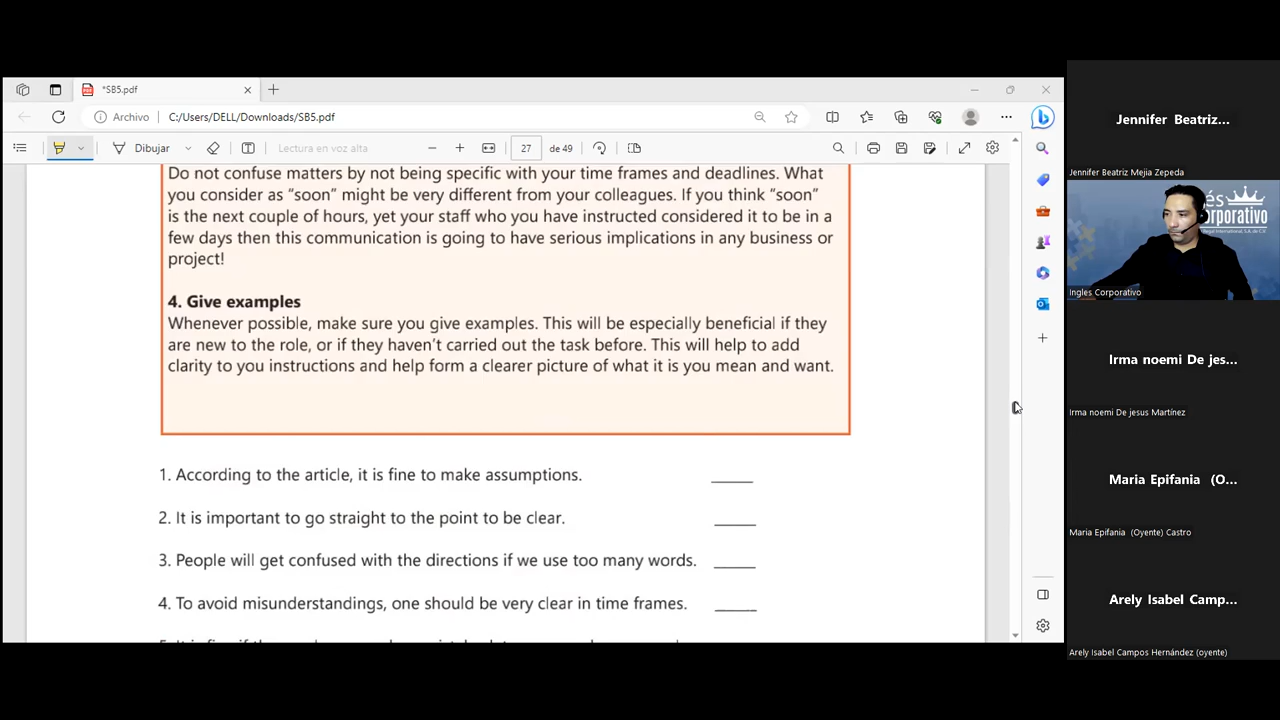 *SB5.pdf
Archivo
C:/Users/DELL/Downloads/SB5.pdf
Dibujar
Lectura en voz alta
27
de 49
Do not confuse matters by not being specific with your time frames and deadlines. What
you consider as “soon” might be very different from your colleagues. If you think “soon”
is the next couple of hours, yet your staff who you have instructed considered it to be in a
few days then this communication is going to have serious implications in any business or
project!
4. Give examples
Whenever possible, make sure you give examples. This will be especially beneficial if they
are new to the role, or if they haven’t carried out the task before. This will help to add
clarity to you instructions and help form a clearer picture of what it is you mean and want.
1. According to the article, it is fine to make assumptions. _____
2. It is important to go straight to the point to be clear. _____
3. People will get confused with the directions if we use too many words. _____
4. To avoid misunderstandings, one should be very clear in time frames. _____
Jennifer Beatriz...
Jennifer Beatriz Mejia Zepeda
és
orporativo
Ingles Corporativo
Irma noemi De jes...
Irma noemi De jesus Martínez
Maria Epifania (O...
Maria Epifania (Oyente) Castro
Arely Isabel Camp...
Arely Isabel Campos Hernández (oyente)